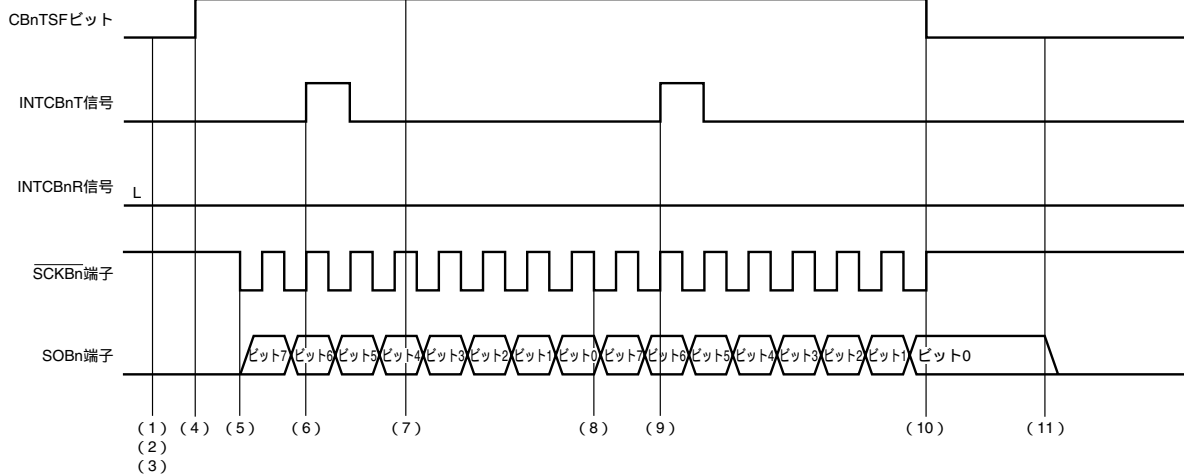 CBnTSFビット
INTCBnT信号
INTCBnR信号
L
SCKBn端子
SOBn端子
ビット7 ビット6 ビット5 ビット4 ビット3 ビット2 ビット1 ビット0 ビット7 ビット6 ビット5 ビット4 ビット3 ビット2 ビット1 ビット0
(1) (4) (5) (6) (7) (8) (9) (10) (11)
(2)
(3)